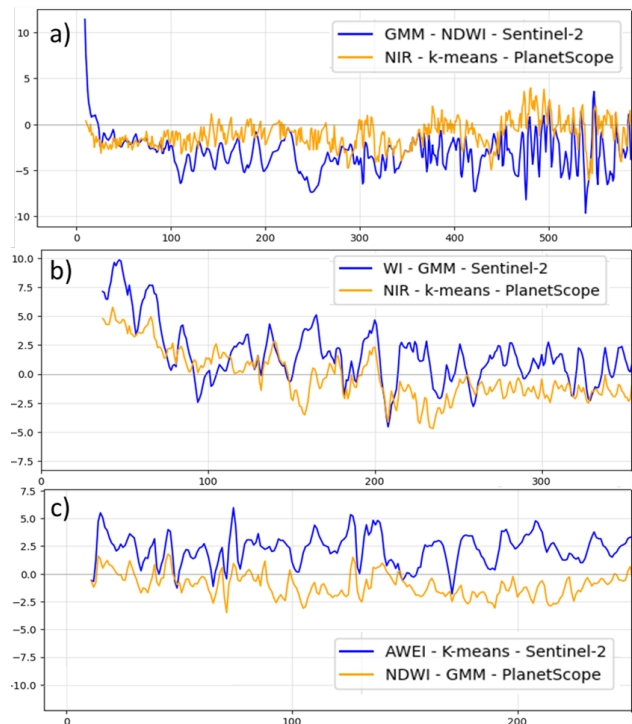 a)
GMM - NDWI - Sentinel-2
NIR - k-means - PlanetScope
10
5
0
−5
−10
0 100 200 300 400 500
b)
WI - GMM - Sentinel-2
NIR - k-means - PlanetScope
10.0
7.5
5.0
2.5
0.0
−2.5
−5.0
−7.5
0 100 200 300
c)
7.5
5.0
2.5
0.0
−2.5
−5.0
−7.5
−10.0
AWEI - K-means - Sentinel-2
NDWI - GMM - PlanetScope
0 100 200